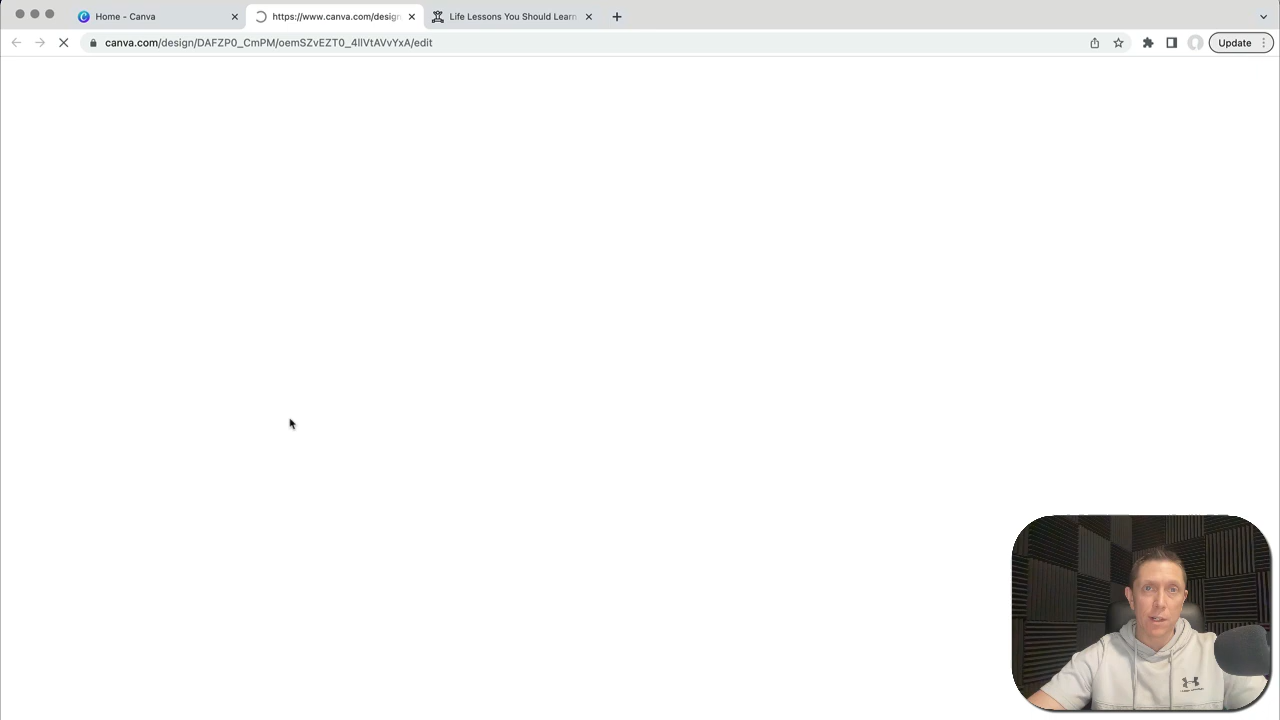 Home - Canva
https://www.canva.com/design
Life Lessons You Should Learn
canva.com/design/DAFZP0_CmPM/oemSZvEZT0_4llVtAVvYxA/edit
Update